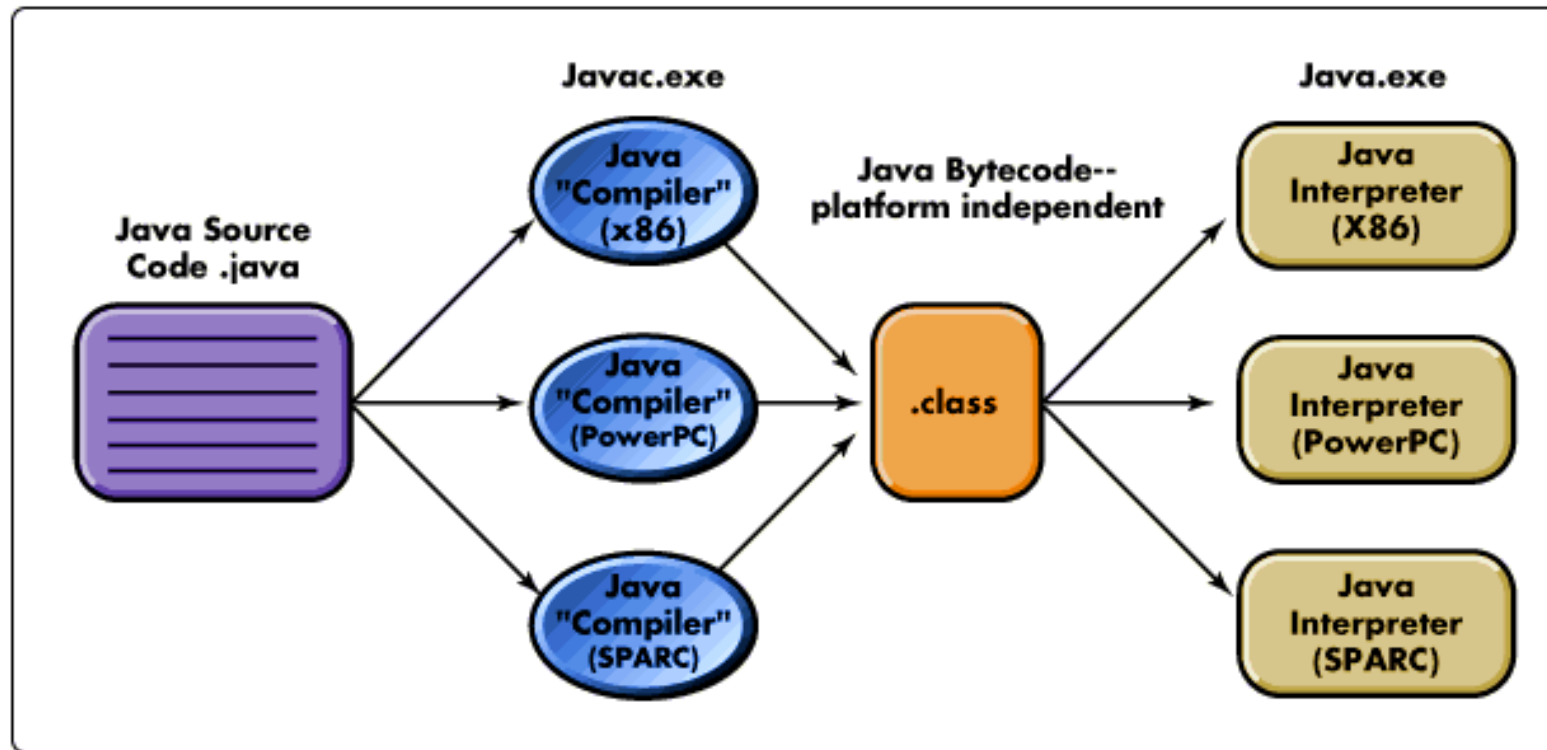 Java Source
Code .java
Javac.exe
Java
"Compiler"
(x86)
Java
"Compiler"
(PowerPC)
Java
"Compiler"
(SPARC)
Java Bytecode--
platform independent
.class
Java.exe
Java
Interpreter
(X86)
Java
Interpreter
(PowerPC)
Java
Interpreter
(SPARC)